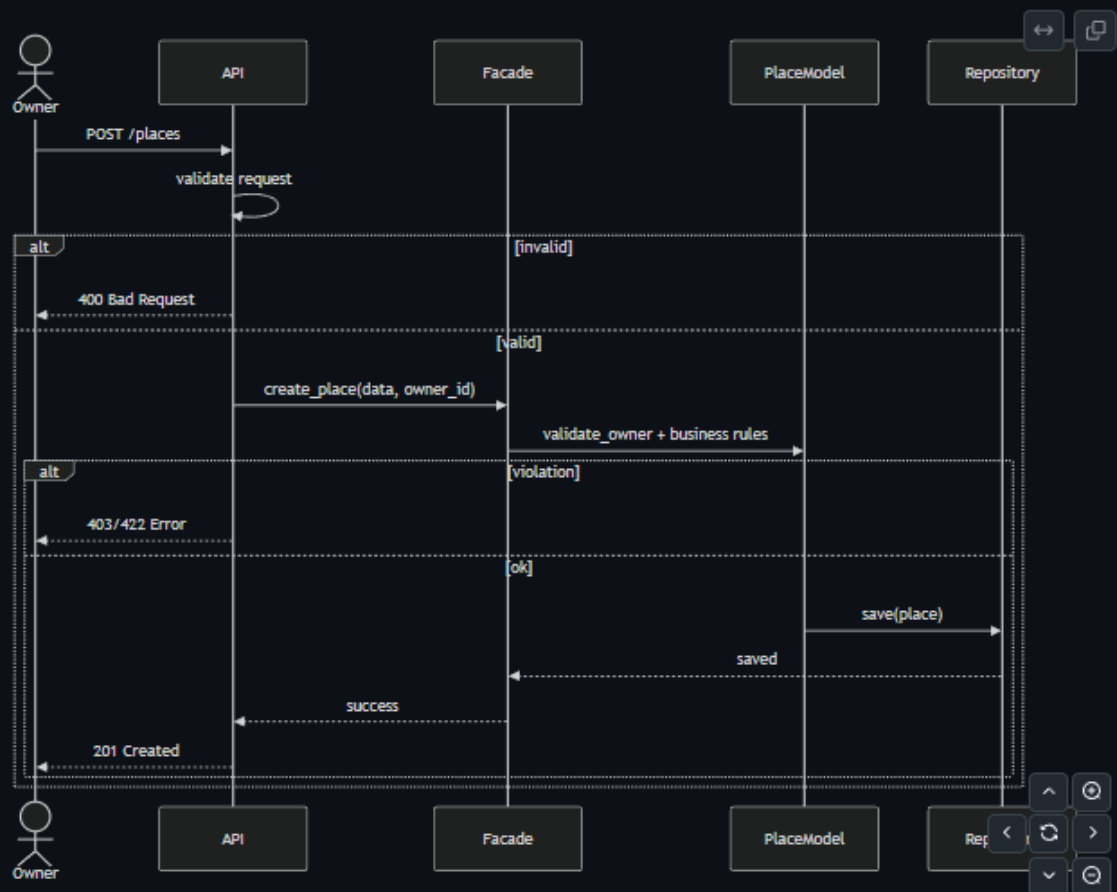 Owner
API
Facade
PlaceModel
Repository
POST /places
validate request
alt
[invalid]
400 Bad Request
[valid]
create_place(data, owner_id)
validate_owner + business rules
alt
[violation]
403/422 Error
[ok]
save(place)
saved
success
201 Created
Owner
API
Facade
PlaceModel
Rep